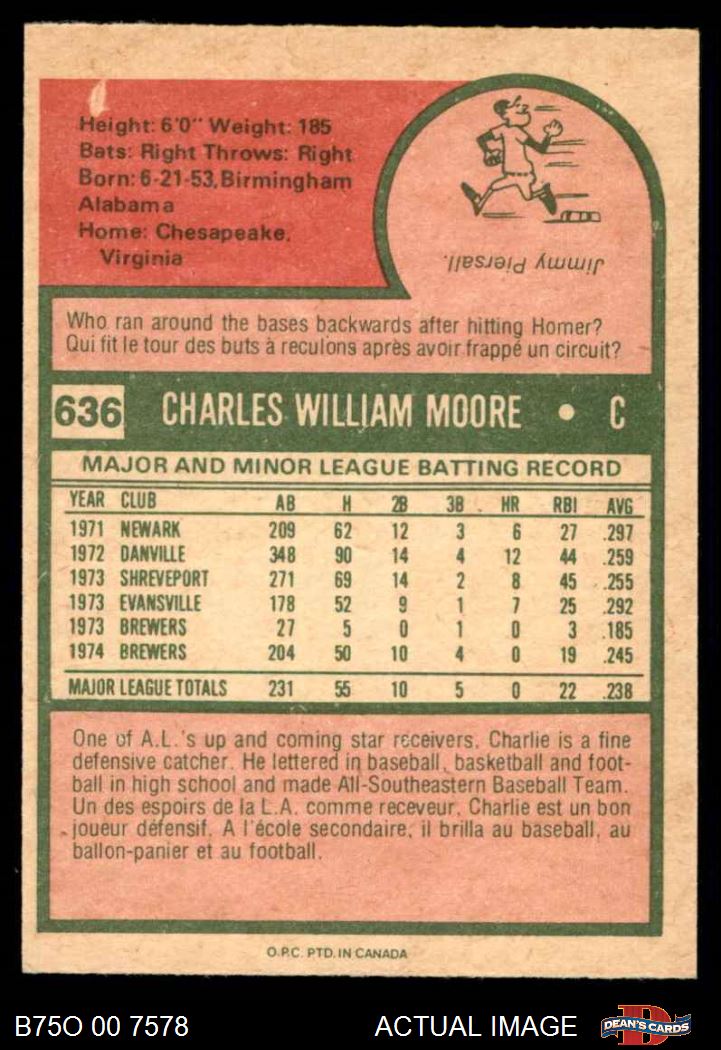 Height: 6'0" Weight: 185
Bats: Right Throws: Right
Born: 6-21-53, Birmingham
Alabama
Home: Chesapeake,
Virginia
Jimmy Piersall.
Who ran around the bases backwards after hitting Homer?
Qui fit le tour des buts à reculons après avoir frappé un circuit?
636 CHARLES WILLIAM MOORE • C
MAJOR AND MINOR LEAGUE BATTING RECORD
YEAR CLUB AB H 2B 3B HR RBI AVG
1971 NEWARK 209 62 12 3 6 27 .297
1972 DANVILLE 348 90 14 4 12 44 .259
1973 SHREVEPORT 271 69 14 2 8 45 .255
1973 EVANSVILLE 178 52 9 1 7 25 .292
1973 BREWERS 27 5 0 1 0 3 .185
1974 BREWERS 204 50 10 4 0 19 .245
MAJOR LEAGUE TOTALS 231 55 10 5 0 22 .238
One of A.L.'s up and coming star receivers, Charlie is a fine
defensive catcher. He lettered in baseball, basketball and foot-
ball in high school and made All-Southeastern Baseball Team.
Un des espoirs de la L.A. comme receveur, Charlie est un bon
joueur défensif. A l'école secondaire, il brilla au baseball, au
ballon-panier et au football.
O.P.C. PTD. IN CANADA
B75O 00 7578 ACTUAL IMAGE D DEAN'S CARDS